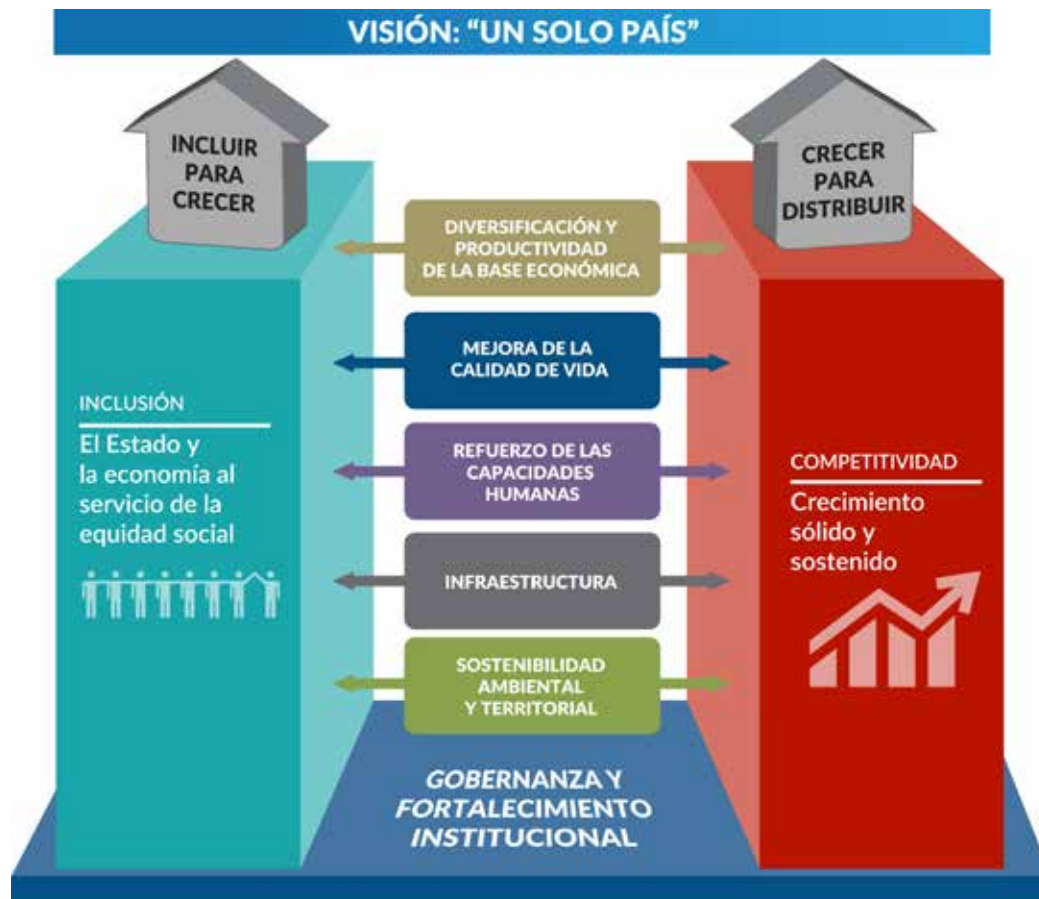 VISIÓN: “UN SOLO PAÍS”
INCLUIR
PARA
CRECER
CRECER
PARA
DISTRIBUIR
DIVERSIFICACIÓN Y
PRODUCTIVIDAD
DE LA BASE ECONÓMICA
MEJORA DE LA
CALIDAD DE VIDA
REFUERZO DE LAS
CAPACIDADES
HUMANAS
INFRAESTRUCTURA
SOSTENIBILIDAD
AMBIENTAL
Y TERRITORIAL
INCLUSIÓN
El Estado y
la economía al
servicio de la
equidad social
COMPETITIVIDAD
Crecimiento
sólido y
sostenido
GOBERNANZA Y
FORTALECIMIENTO
INSTITUCIONAL